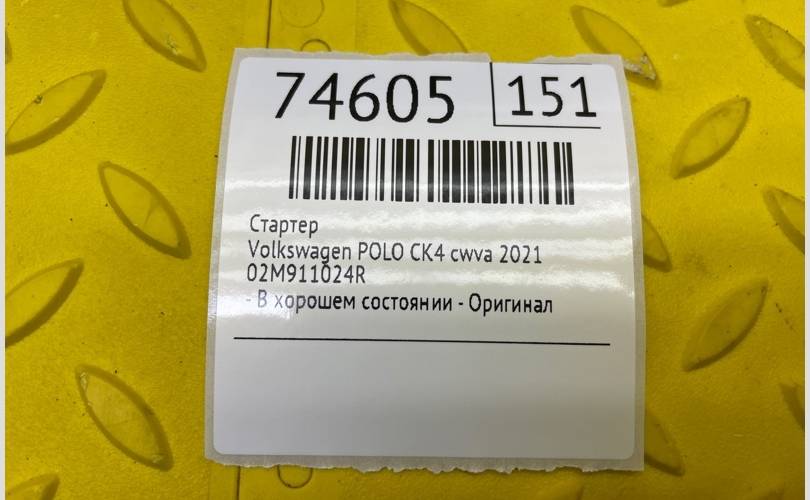 74605
151
Стартер
Volkswagen POLO CK4 cwva 2021
02M911024R
- В хорошем состоянии - Оригинал